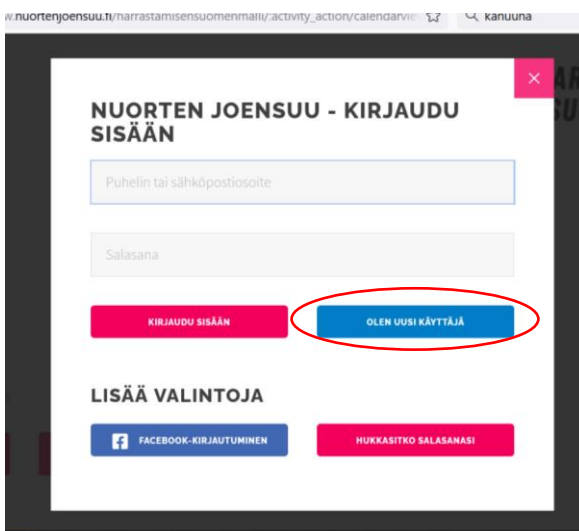 w.nuortenjoensuu.fi/harrastamisensuomenmalli/:activity_action/calendarvie
kanuuna
NUORTEN JOENSUU - KIRJAUDU
SISÄÄN
Puhelin tai sähköpostiosoite
Salasana
KIRJAUDU SISÄÄN OLEN UUSI KÄYTTÄJÄ
LISÄÄ VALINTOJA
FACEBOOK-KIRJAUTUMINEN HUKKASITKO SALASANASI